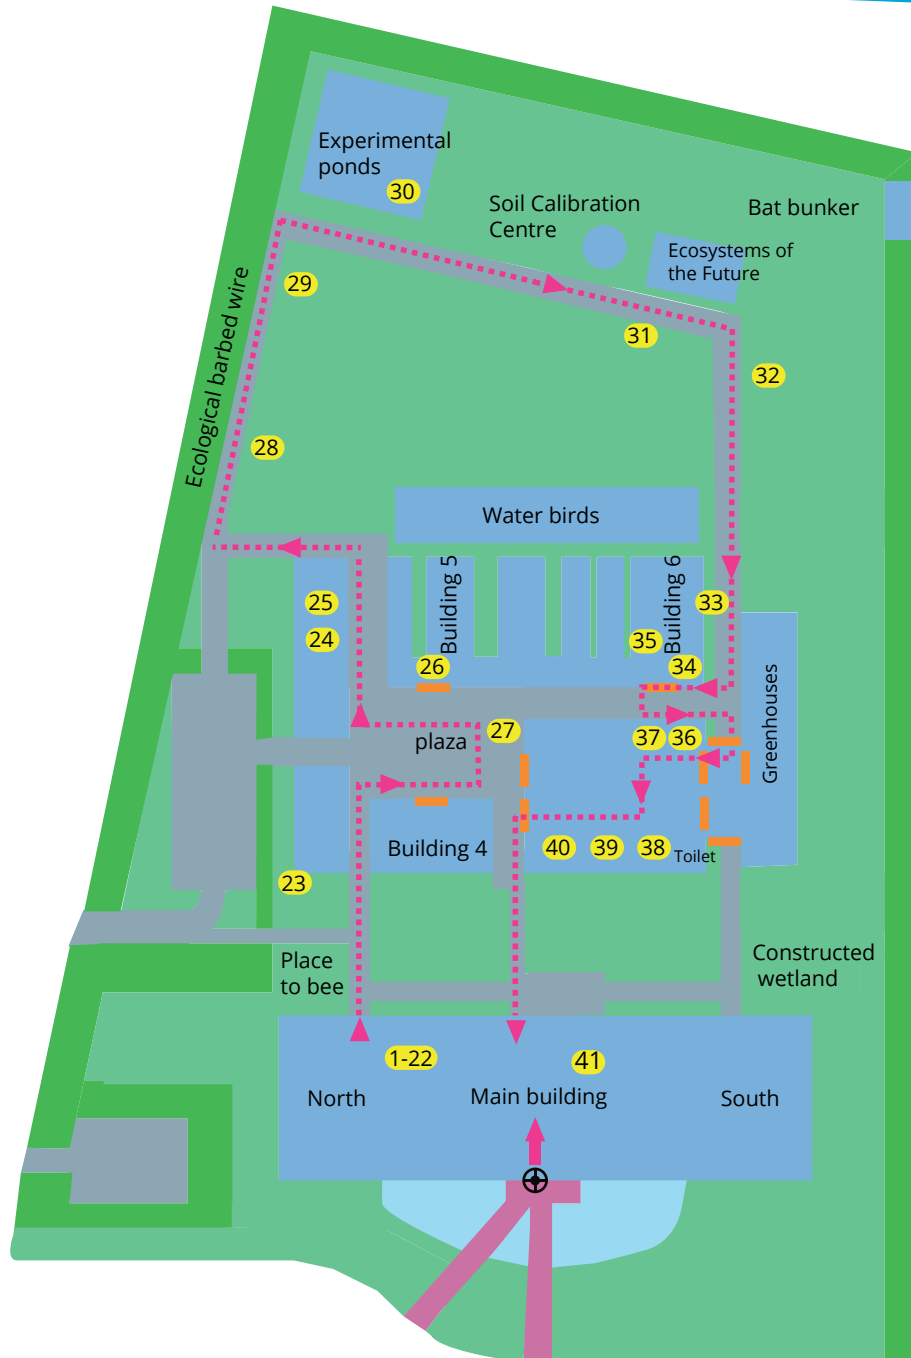 Experimental
ponds
30
Soil Calibration
Centre
Bat bunker
Ecosystems of
the Future
29
Ecological barbed wire
31
32
28
Water birds
25
24
Building 5
26
Building 6
33
35
34
27
plaza
37
36
Greenhouses
Building 4
40
39
38
Toilet
23
Place
to bee
Constructed
wetland
1-22
41
North
Main building
South